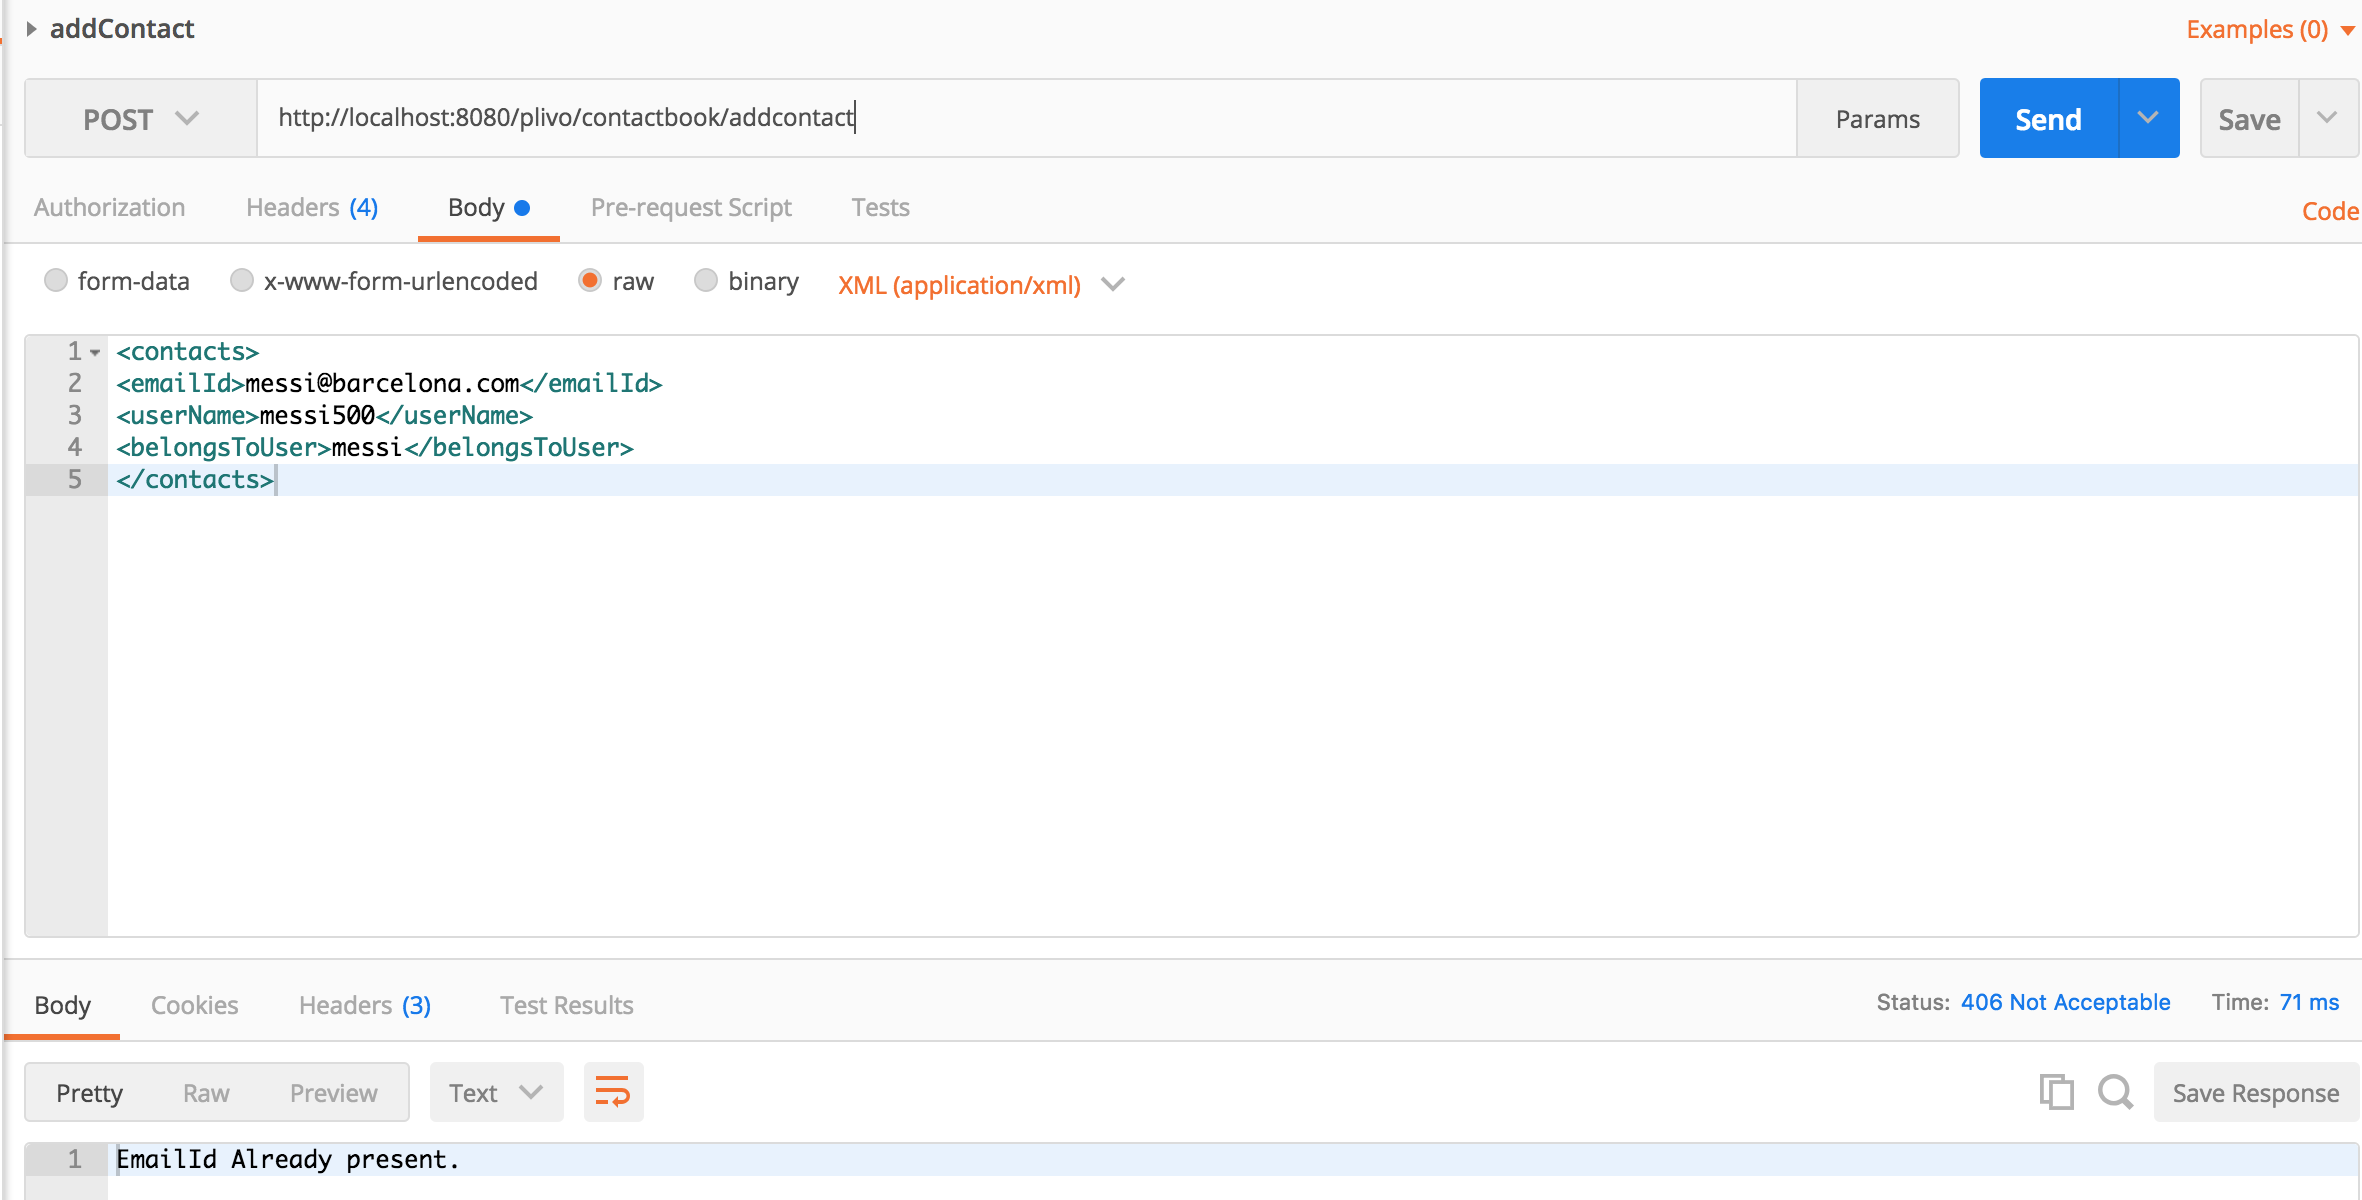 addContact
Examples (0)
POST http://localhost:8080/plivo/contactbook/addcontact Params Send Save
Authorization Headers (4) Body Pre-request Script Tests Code
form-data x-www-form-urlencoded raw binary XML (application/xml)
1 <contacts>
2 <emailId>messi@barcelona.com</emailId>
3 <userName>messi500</userName>
4 <belongsToUser>messi</belongsToUser>
5 </contacts>
Body Cookies Headers (3) Test Results Status: 406 Not Acceptable Time: 71 ms
Pretty Raw Preview Text Save Response
1 EmailId Already present.